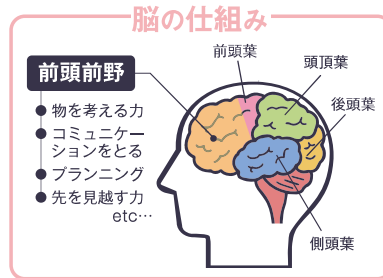 脳の仕組み
前頭前野
物を考える力
コミュニケー
ションをとる
プランニング
先を見越す力
etc…
前頭葉
頭頂葉
後頭葉
側頭葉